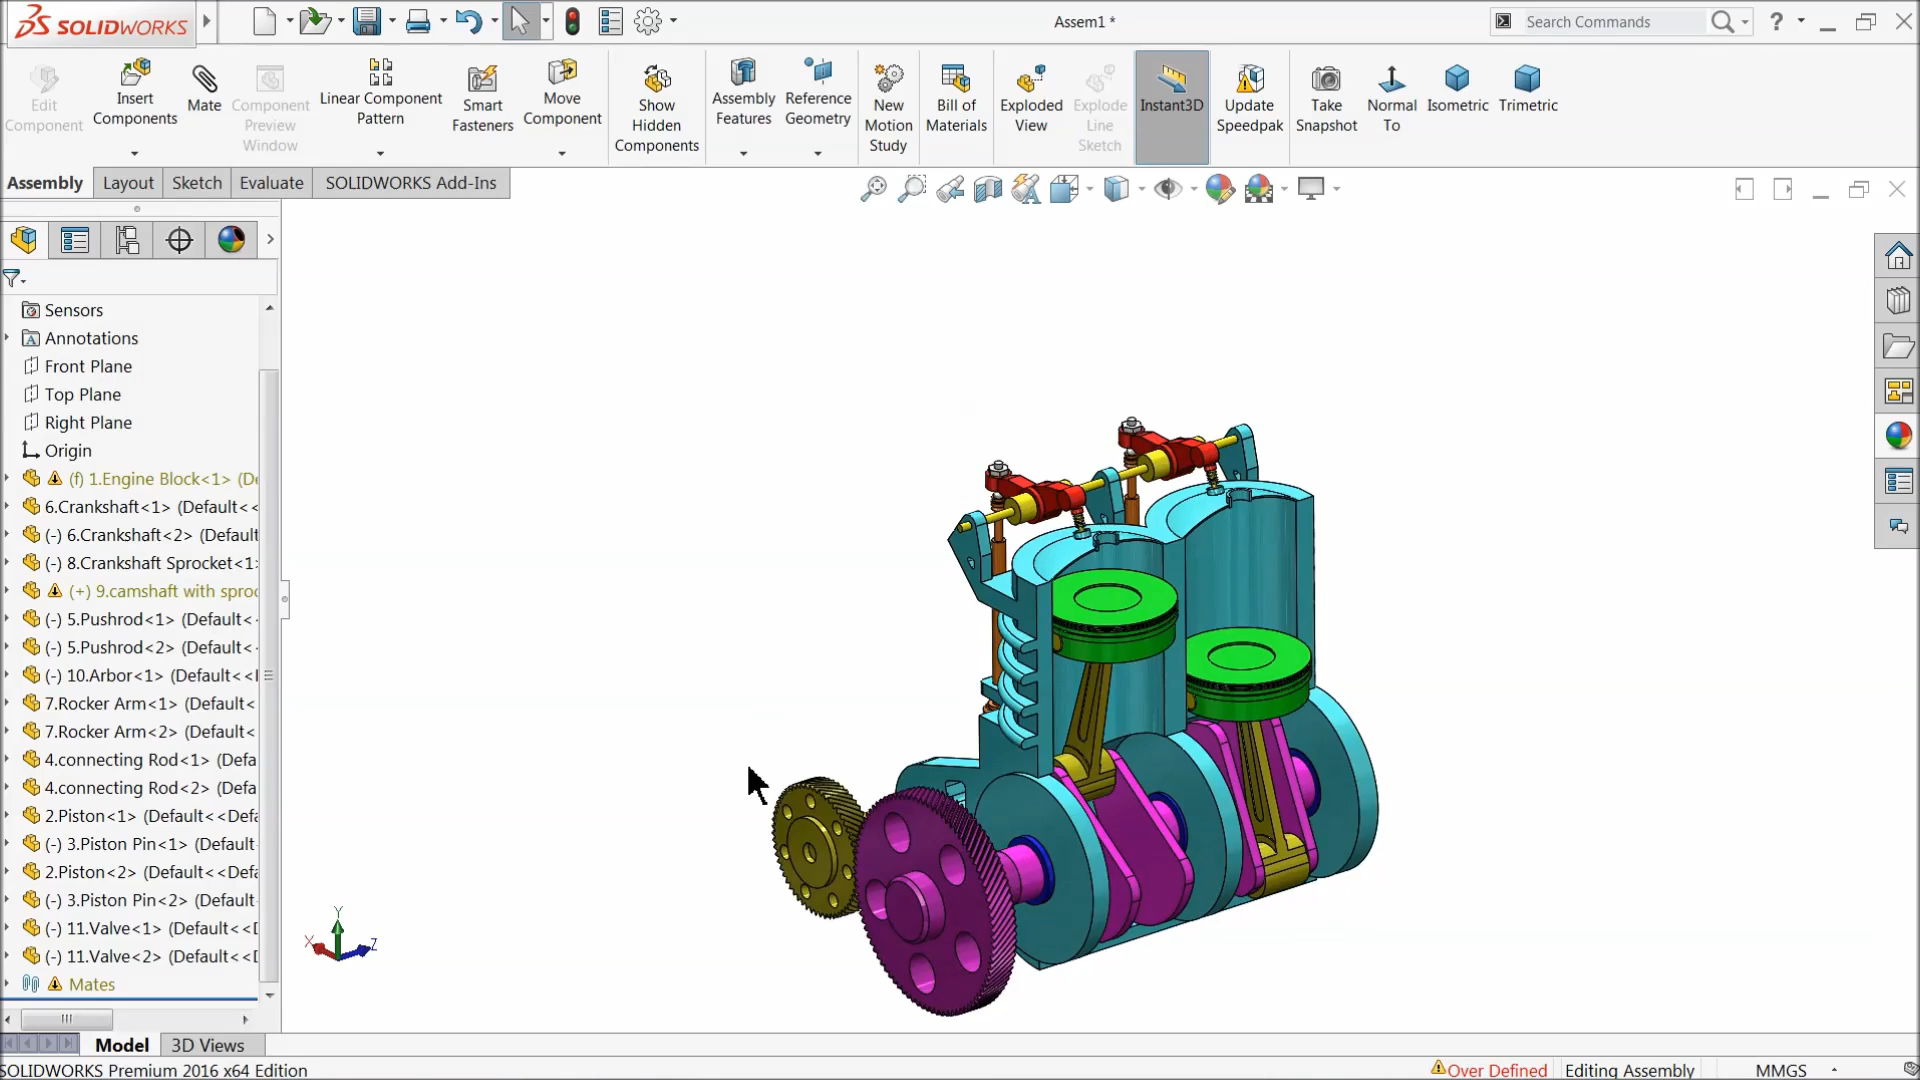 SOLIDWORKS
Assem1 *
Search Commands
?
Edit Component
Insert Components
Mate
Component Preview Window
Linear Component Pattern
Smart Fasteners
Move Component
Show Hidden Components
Assembly Features
Reference Geometry
New Motion Study
Bill of Materials
Exploded View
Explode Line Sketch
Instant3D
Update Speedpak
Take Snapshot
Normal To
Isometric
Trimetric
Assembly
Layout
Sketch
Evaluate
SOLIDWORKS Add-Ins
Sensors
Annotations
Front Plane
Top Plane
Right Plane
Origin
(f) 1.Engine Block<1> (De
6.Crankshaft<1> (Default<<
(-) 6.Crankshaft<2> (Default
(-) 8.Crankshaft Sprocket<1>
(+) 9.camshaft with sproc
(-) 5.Pushrod<1> (Default<
(-) 5.Pushrod<2> (Default<
(-) 10.Arbor<1> (Default<<
7.Rocker Arm<1> (Default<
7.Rocker Arm<2> (Default<
4.connecting Rod<1> (Defa
4.connecting Rod<2> (Defa
2.Piston<1> (Default<<Defa
(-) 3.Piston Pin<1> (Default
2.Piston<2> (Default<<Defa
(-) 3.Piston Pin<2> (Default
(-) 11.Valve<1> (Default<<D
(-) 11.Valve<2> (Default<<D
Mates
Y
X
Z
Model
3D Views
SOLIDWORKS Premium 2016 x64 Edition
Over Defined
Editing Assembly
MMGS